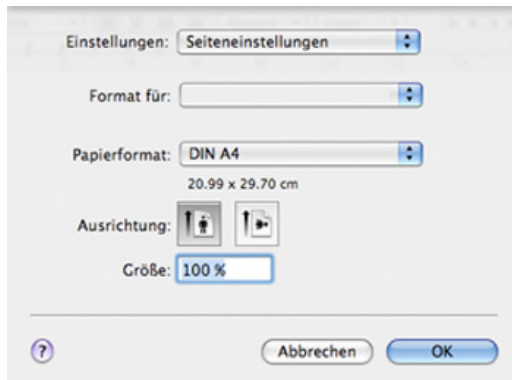 Einstellungen: Seiteneinstellungen
Format für:
Papierformat: DIN A4
20.99 x 29.70 cm
Ausrichtung:
Größe: 100 %
? Abbrechen OK